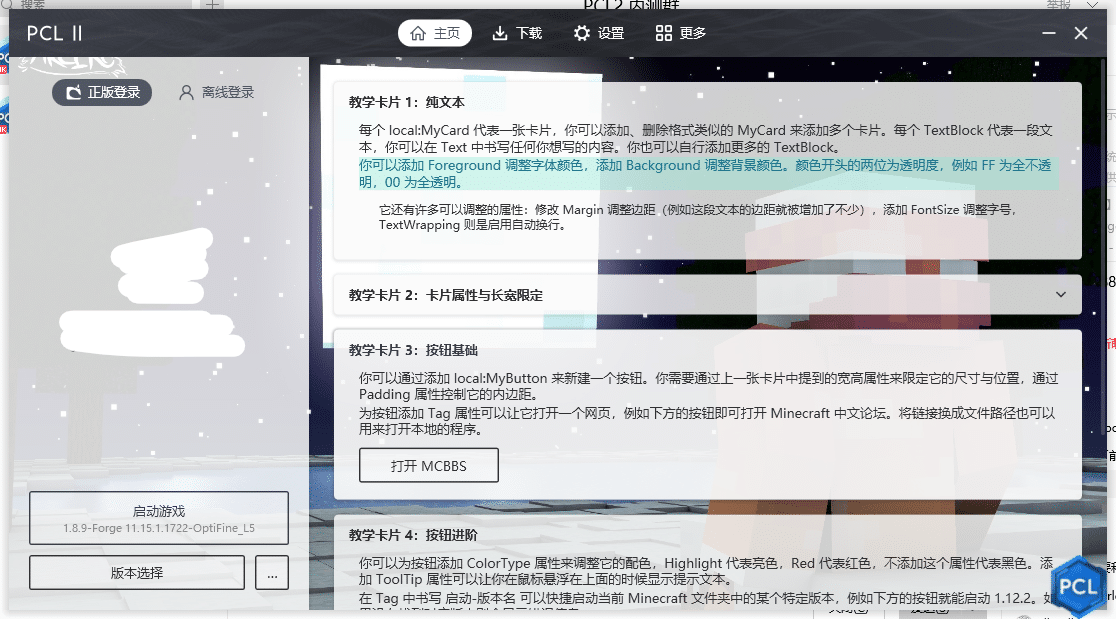 搜索
PCL2 内测群
PCL II
主页
下载
设置
更多
正版登录
离线登录
教学卡片 1：纯文本
每个 local:MyCard 代表一张卡片，你可以添加、删除格式类似的 MyCard 来添加多个卡片。每个 TextBlock 代表一段文
本，你可以在 Text 中书写任何你想写的内容。你也可以自行添加更多的 TextBlock。
你可以添加 Foreground 调整字体颜色，添加 Background 调整背景颜色。颜色开头的两位为透明度，例如 FF 为全不透
明，00 为全透明。
它还有许多可以调整的属性：修改 Margin 调整边距（例如这段文本的边距就被增加了不少），添加 FontSize 调整字号，
TextWrapping 则是启用自动换行。
教学卡片 2：卡片属性与长宽限定
教学卡片 3：按钮基础
你可以通过添加 local:MyButton 来新建一个按钮。你需要通过上一张卡片中提到的宽高属性来限定它的尺寸与位置，通过
Padding 属性控制它的内边距。
为按钮添加 Tag 属性可以让它打开一个网页，例如下方的按钮即可打开 Minecraft 中文论坛。将链接换成文件路径也可以
用来打开本地的程序。
打开 MCBBS
启动游戏
1.8.9-Forge 11.15.1.1722-OptiFine_L5
版本选择
...
教学卡片 4：按钮进阶
你可以为按钮添加 ColorType 属性来调整它的配色，Highlight 代表亮色，Red 代表红色，不添加这个属性代表黑色。添
加 ToolTip 属性可以让你在鼠标悬浮在上面的时候显示提示文本。
在 Tag 中书写 启动-版本名 可以快捷启动当前 Minecraft 文件夹中的某个特定版本，例如下方的按钮就能启动 1.12.2。如
PCL